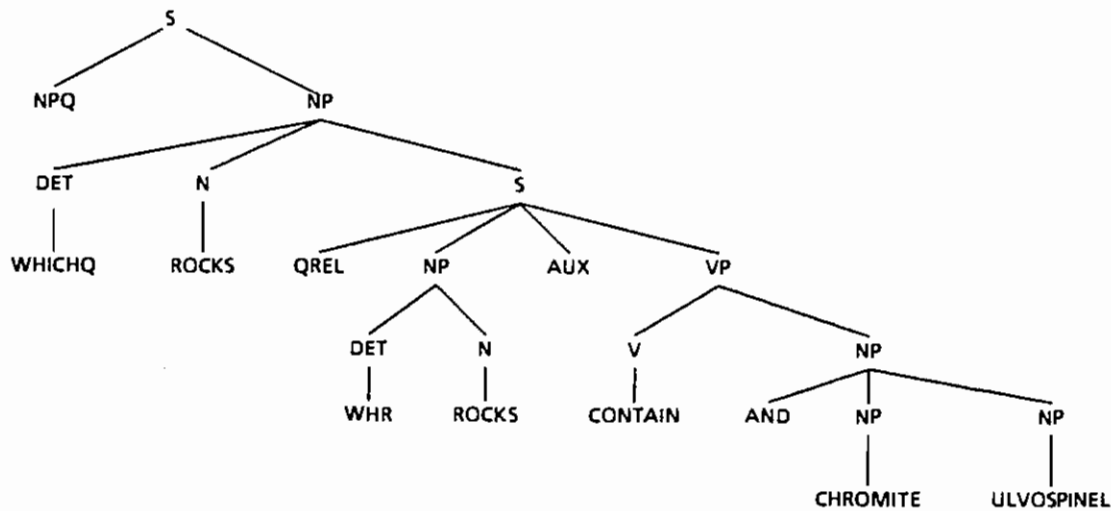 S
NPQ NP
DET N S
WHICHQ ROCKS QREL NP AUX VP
DET N V NP
WHR ROCKS CONTAIN AND NP NP
CHROMITE ULVOSPINEL